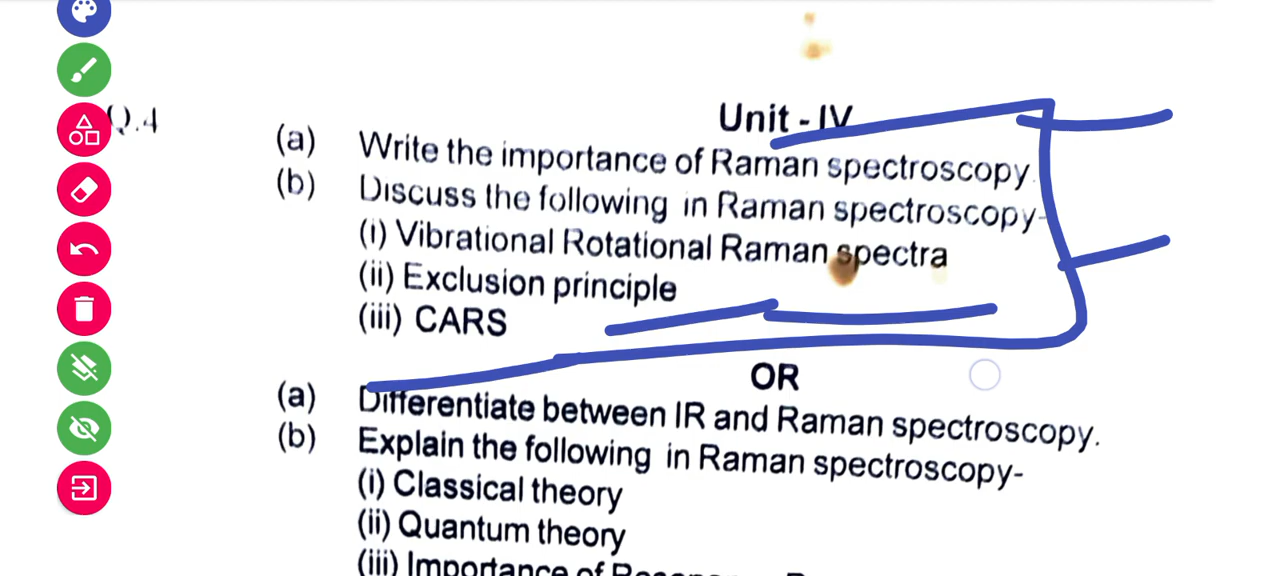 Unit - IV
Q.4
(a) Write the importance of Raman spectroscopy.
(b) Discuss the following in Raman spectroscopy-
(i) Vibrational Rotational Raman spectra
(ii) Exclusion principle
(iii) CARS
OR
(a) Differentiate between IR and Raman spectroscopy.
(b) Explain the following in Raman spectroscopy-
(i) Classical theory
(ii) Quantum theory
(iii) Importance of